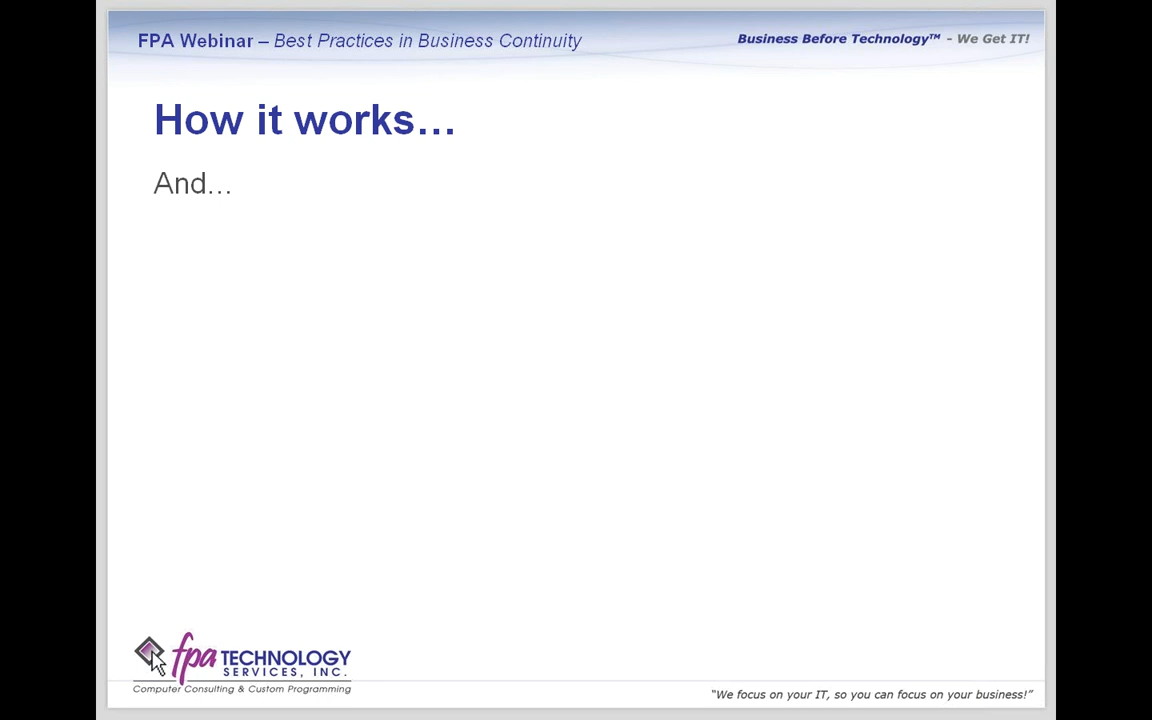 FPA Webinar – Best Practices in Business Continuity
Business Before Technology™ - We Get IT!
How it works…
And…
fpa TECHNOLOGY
SERVICES, INC.
Computer Consulting & Custom Programming
“We focus on your IT, so you can focus on your business!”